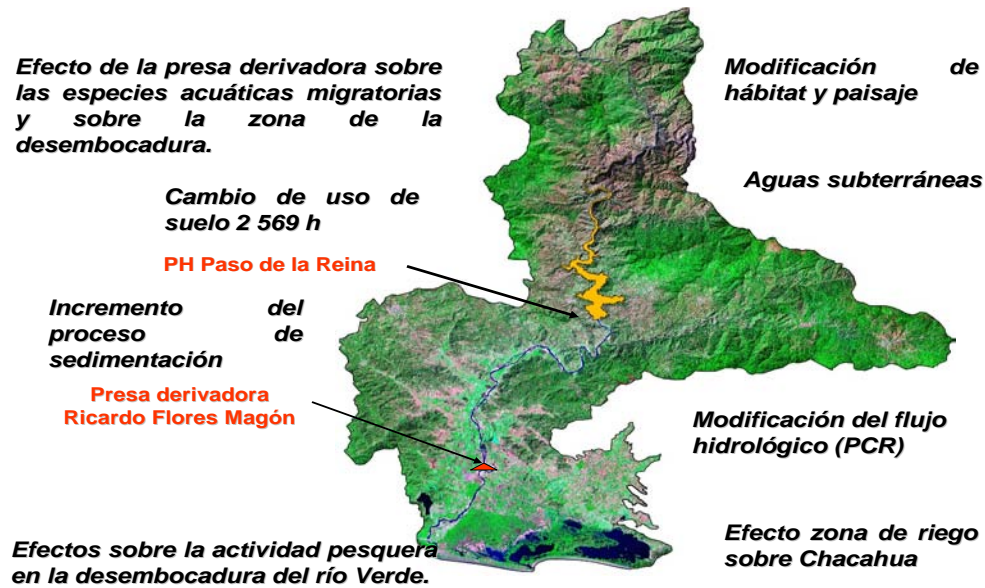 Efecto de la presa derivadora sobre
las especies acuáticas migratorias
y sobre la zona de la
desembocadura.
Modificación de
hábitat y paisaje
Aguas subterráneas
Cambio de uso de
suelo 2 569 h
PH Paso de la Reina
Incremento del
proceso de
sedimentación
Presa derivadora
Ricardo Flores Magón
Modificación del flujo
hidrológico (PCR)
Efectos sobre la actividad pesquera
en la desembocadura del río Verde.
Efecto zona de riego
sobre Chacahua